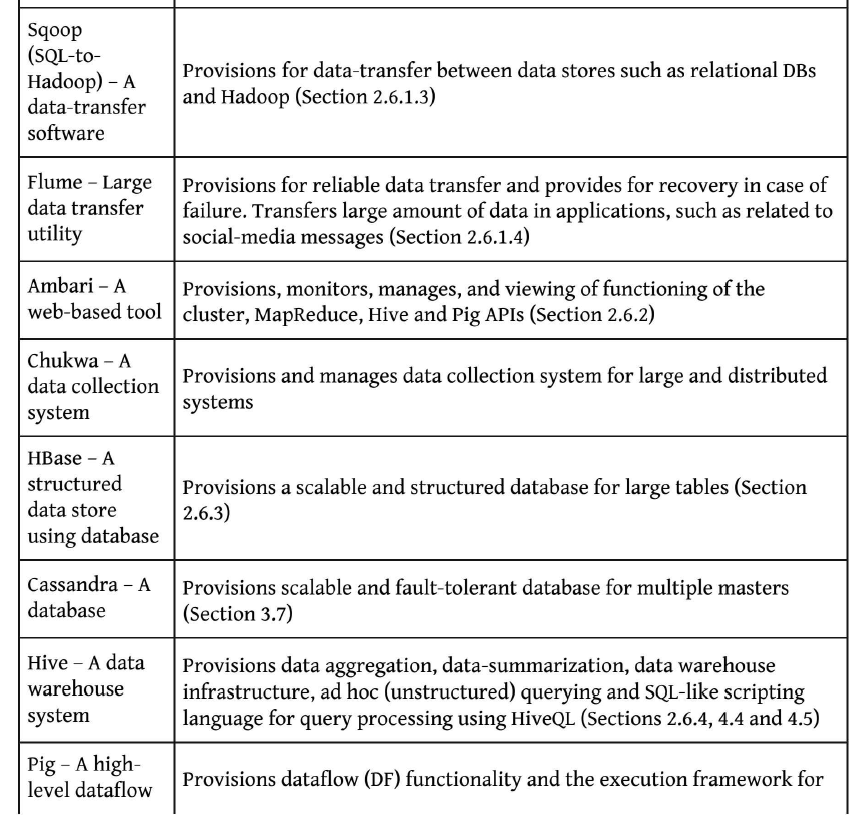 Sqoop
(SQL-to-
Hadoop) – A
data-transfer
software
Provisions for data-transfer between data stores such as relational DBs
and Hadoop (Section 2.6.1.3)
Flume – Large
data transfer
utility
Provisions for reliable data transfer and provides for recovery in case of
failure. Transfers large amount of data in applications, such as related to
social-media messages (Section 2.6.1.4)
Ambari – A
web-based tool
Provisions, monitors, manages, and viewing of functioning of the
cluster, MapReduce, Hive and Pig APIs (Section 2.6.2)
Chukwa – A
data collection
system
Provisions and manages data collection system for large and distributed
systems
HBase – A
structured
data store
using database
Provisions a scalable and structured database for large tables (Section
2.6.3)
Cassandra – A
database
Provisions scalable and fault-tolerant database for multiple masters
(Section 3.7)
Hive – A data
warehouse
system
Provisions data aggregation, data-summarization, data warehouse
infrastructure, ad hoc (unstructured) querying and SQL-like scripting
language for query processing using HiveQL (Sections 2.6.4, 4.4 and 4.5)
Pig – A high-
level dataflow
Provisions dataflow (DF) functionality and the execution framework for